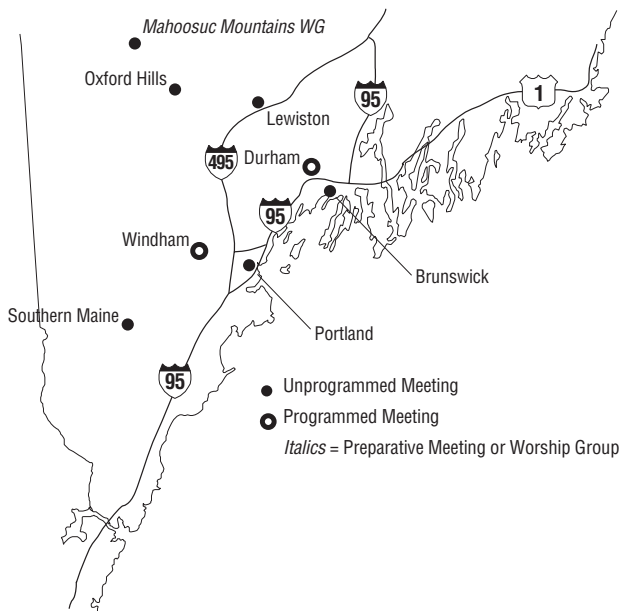 Mahoosuc Mountains WG
Oxford Hills
Lewiston
95
1
495
Durham
95
Windham
Brunswick
Southern Maine
Portland
95
Unprogrammed Meeting
Programmed Meeting
Italics = Preparative Meeting or Worship Group